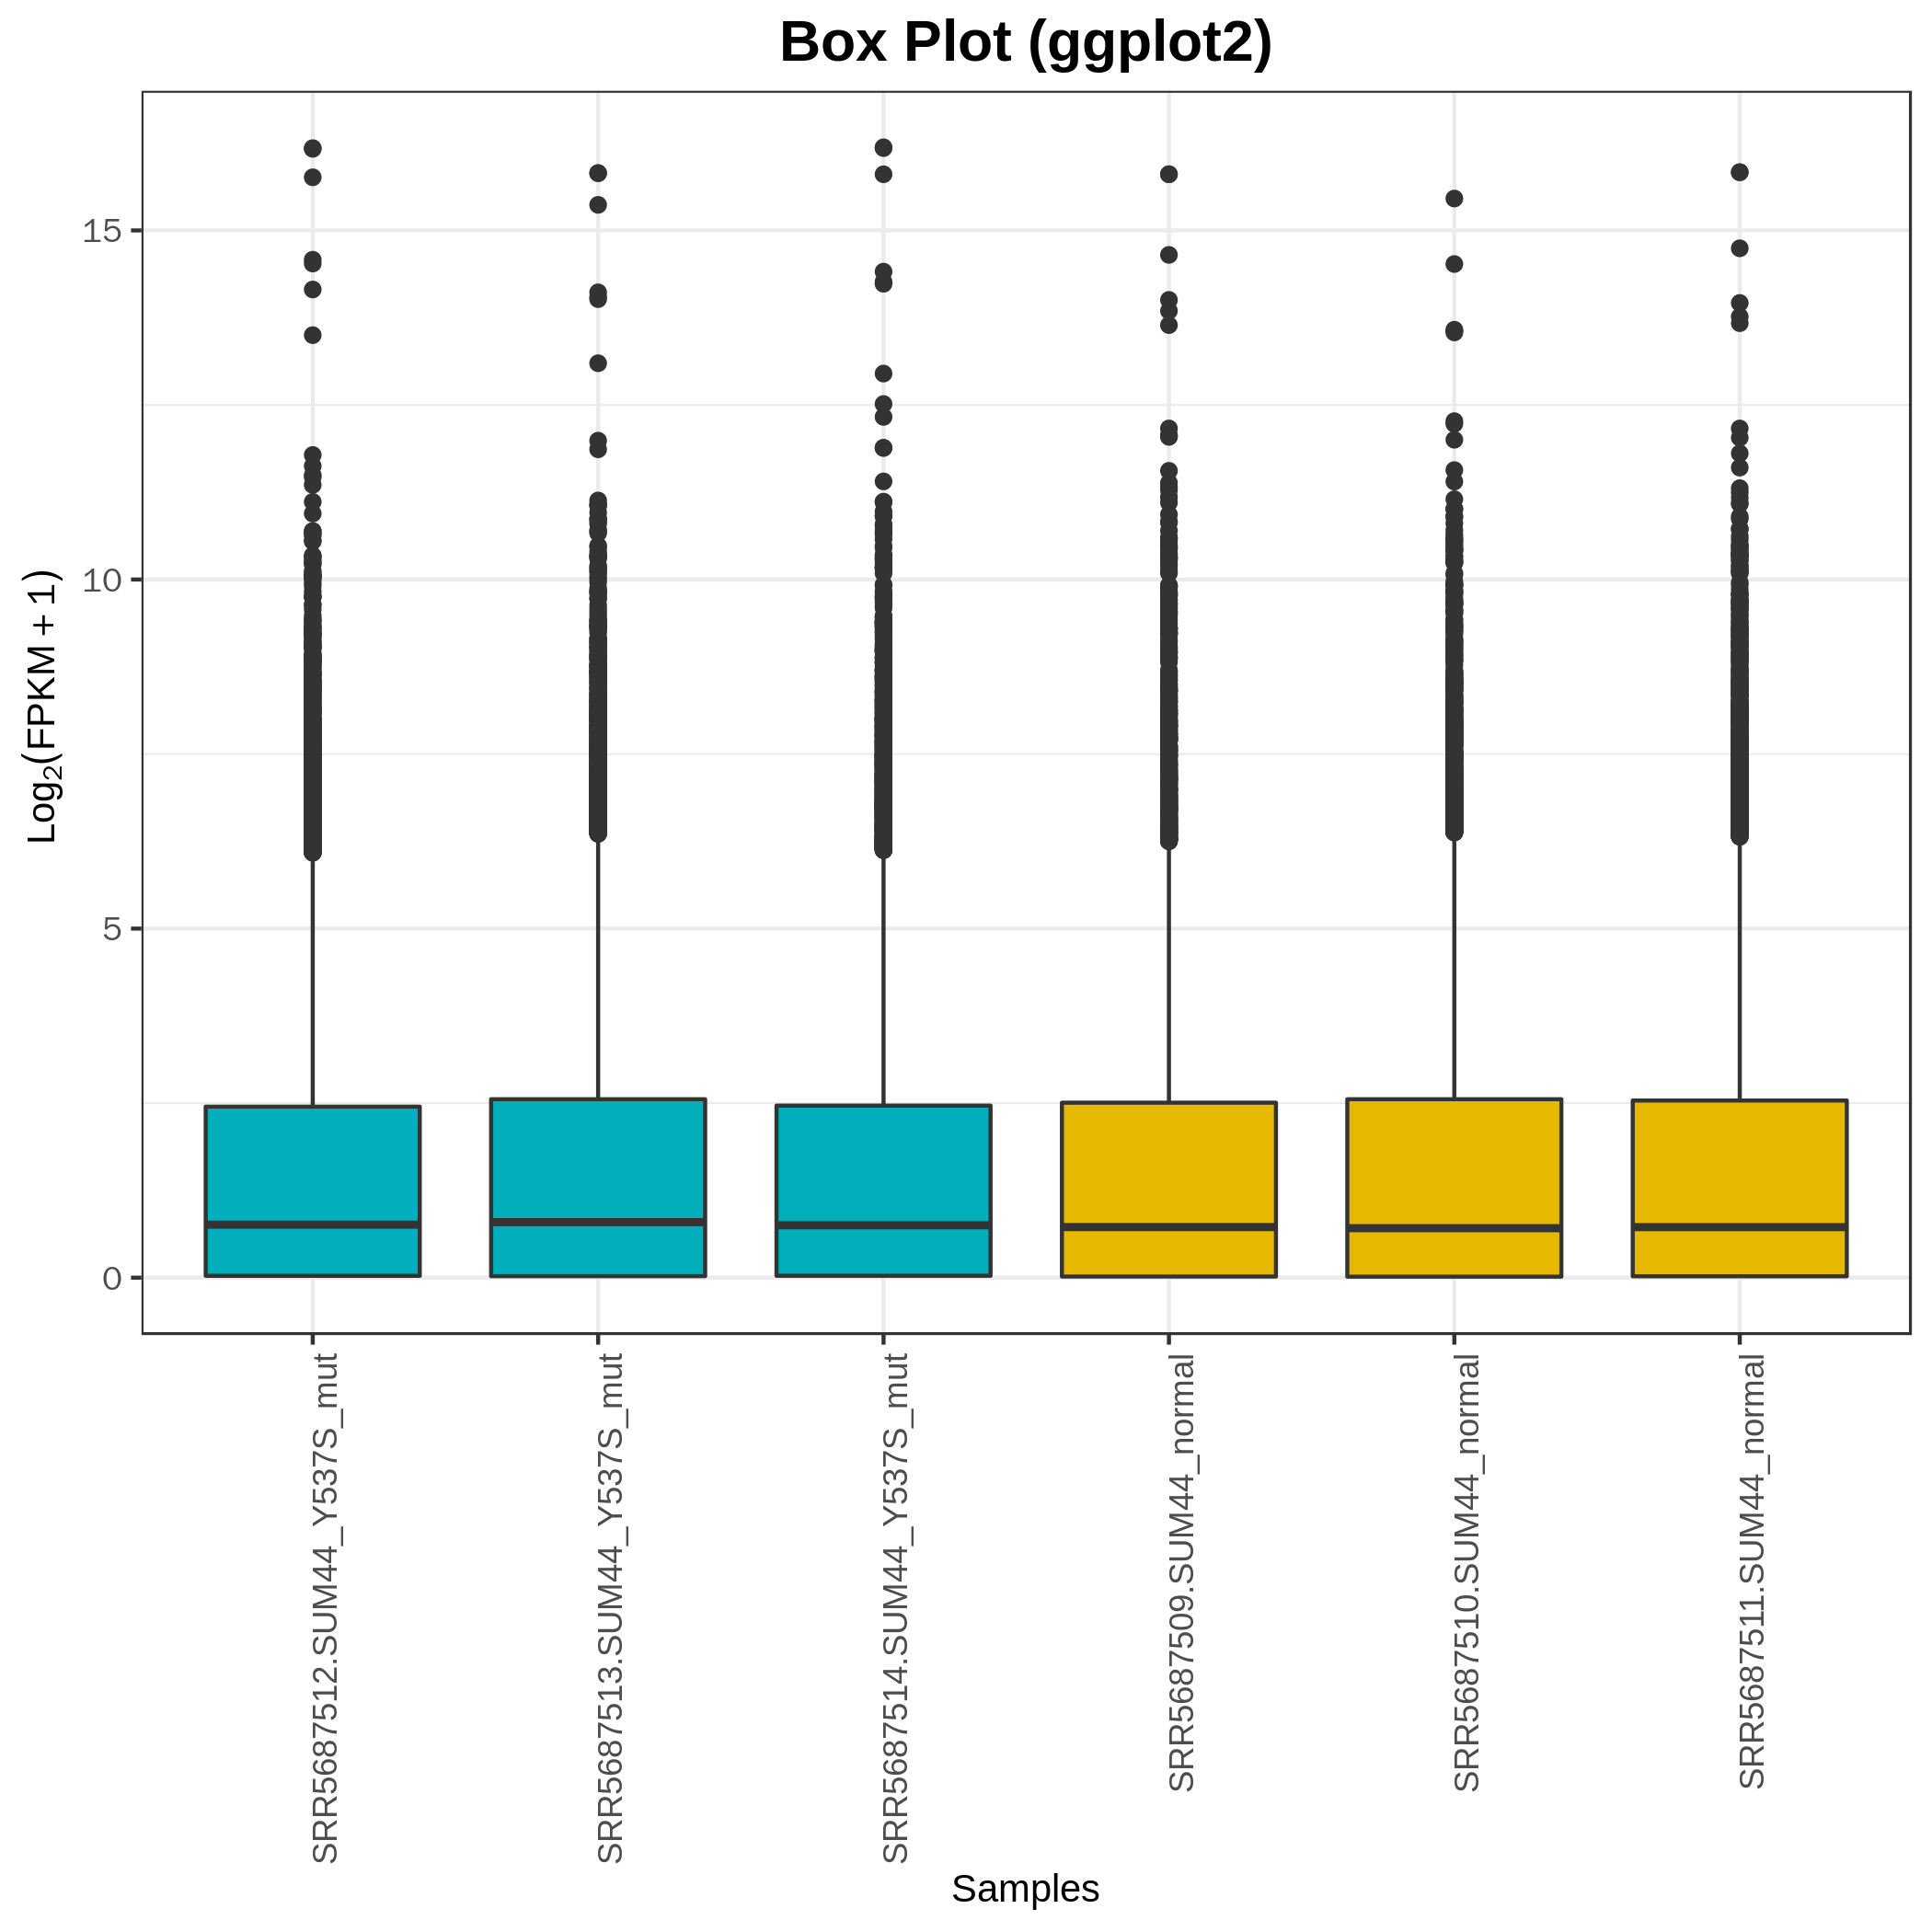 Box Plot (ggplot2)
Log₂(FPKM + 1)
15
10
5
0
SRR5687512.SUM44_Y537S_mut
SRR5687513.SUM44_Y537S_mut
SRR5687514.SUM44_Y537S_mut
SRR5687509.SUM44_normal
SRR5687510.SUM44_normal
SRR5687511.SUM44_normal
Samples